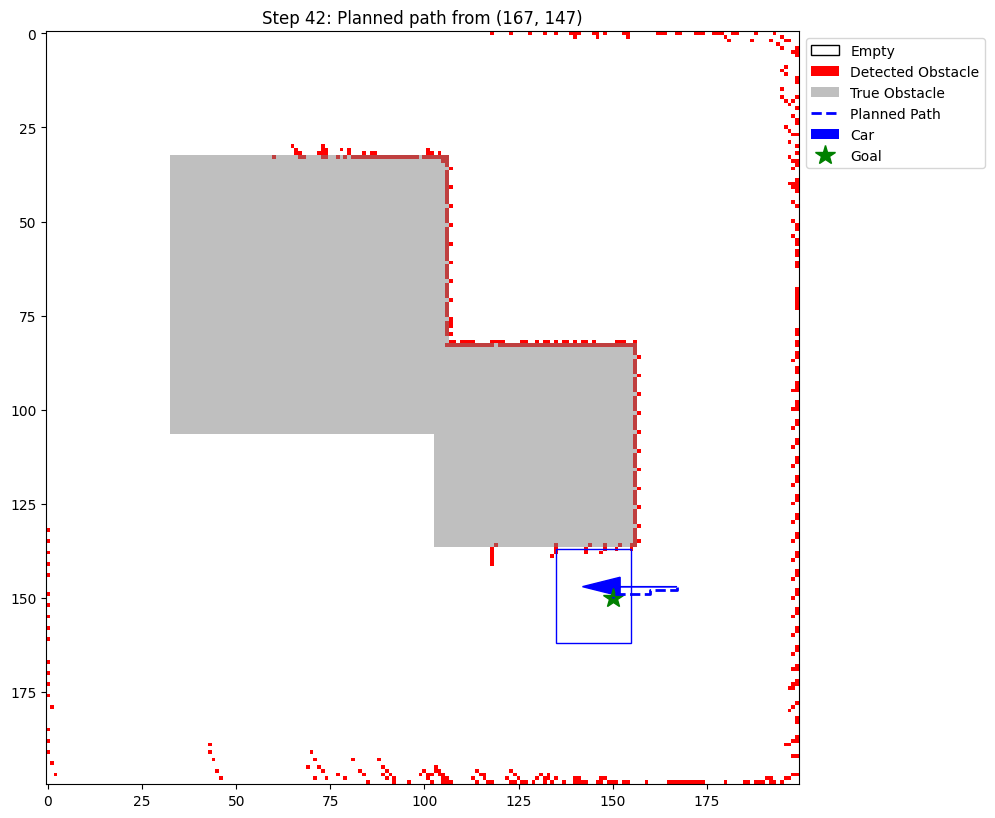 Step 42: Planned path from (167, 147)
Empty
Detected Obstacle
True Obstacle
Planned Path
Car
Goal
0
25
50
75
100
125
150
175
0 25 50 75 100 125 150 175